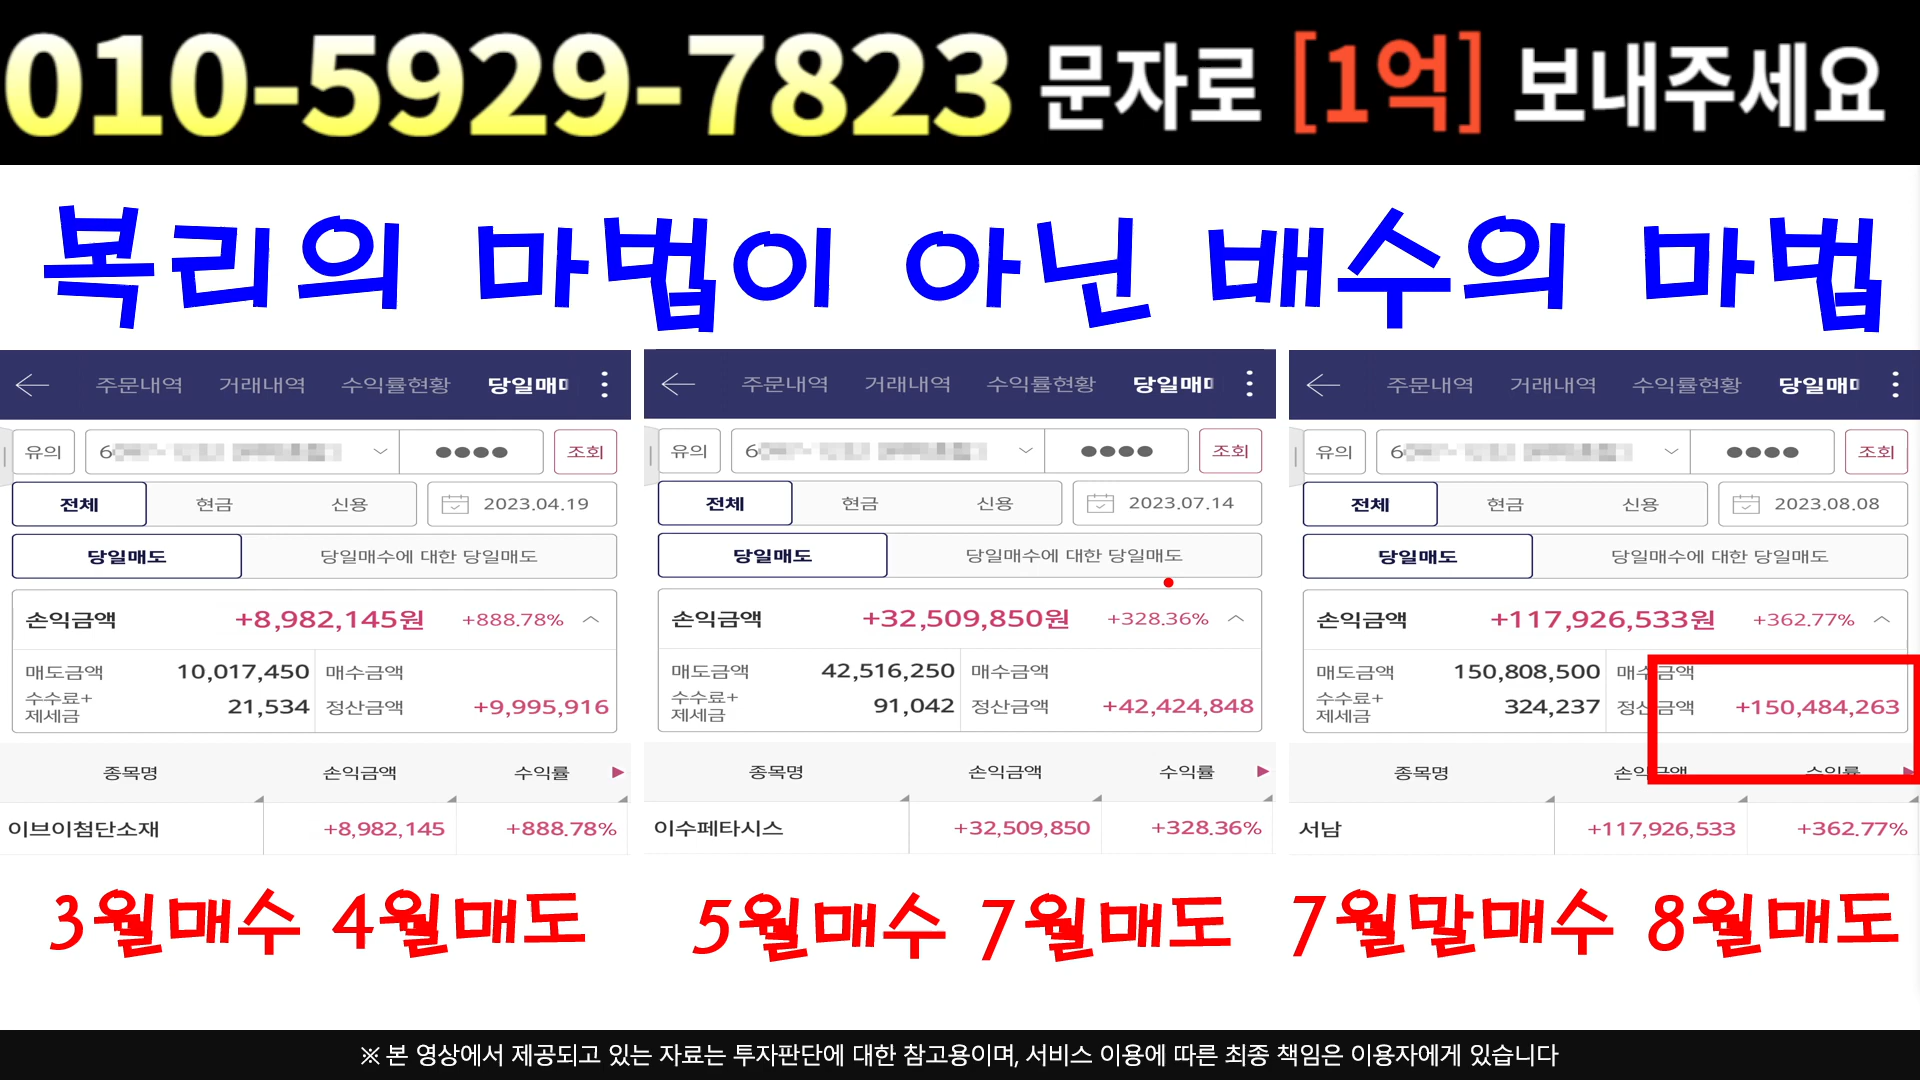 010-5929-7823 문자로 [1억] 보내주세요
복리의 마법이 아닌 배수의 마법
주문내역 거래내역 수익률현황 당일매
유의 6 조회
전체 현금 신용 2023.04.19
당일매도 당일매수에 대한 당일매도
손익금액 +8,982,145원 +888.78%
매도금액 10,017,450 매수금액
수수료+
제세금 21,534 정산금액 +9,995,916
종목명 손익금액 수익률
이브이첨단소재 +8,982,145 +888.78%
3월매수 4월매도
주문내역 거래내역 수익률현황 당일매
유의 6 조회
전체 현금 신용 2023.07.14
당일매도 당일매수에 대한 당일매도
손익금액 +32,509,850원 +328.36%
매도금액 42,516,250 매수금액
수수료+
제세금 91,042 정산금액 +42,424,848
종목명 손익금액 수익률
이수페타시스 +32,509,850 +328.36%
5월매수 7월매도
주문내역 거래내역 수익률현황 당일매
유의 6 조회
전체 현금 신용 2023.08.08
당일매도 당일매수에 대한 당일매도
손익금액 +117,926,533원 +362.77%
매도금액 150,808,500 매수금액
수수료+
제세금 324,237 정산금액 +150,484,263
종목명 손익금액 수익률
서남 +117,926,533 +362.77%
7월말매수 8월매도
※ 본 영상에서 제공되고 있는 자료는 투자판단에 대한 참고용이며, 서비스 이용에 따른 최종 책임은 이용자에게 있습니다